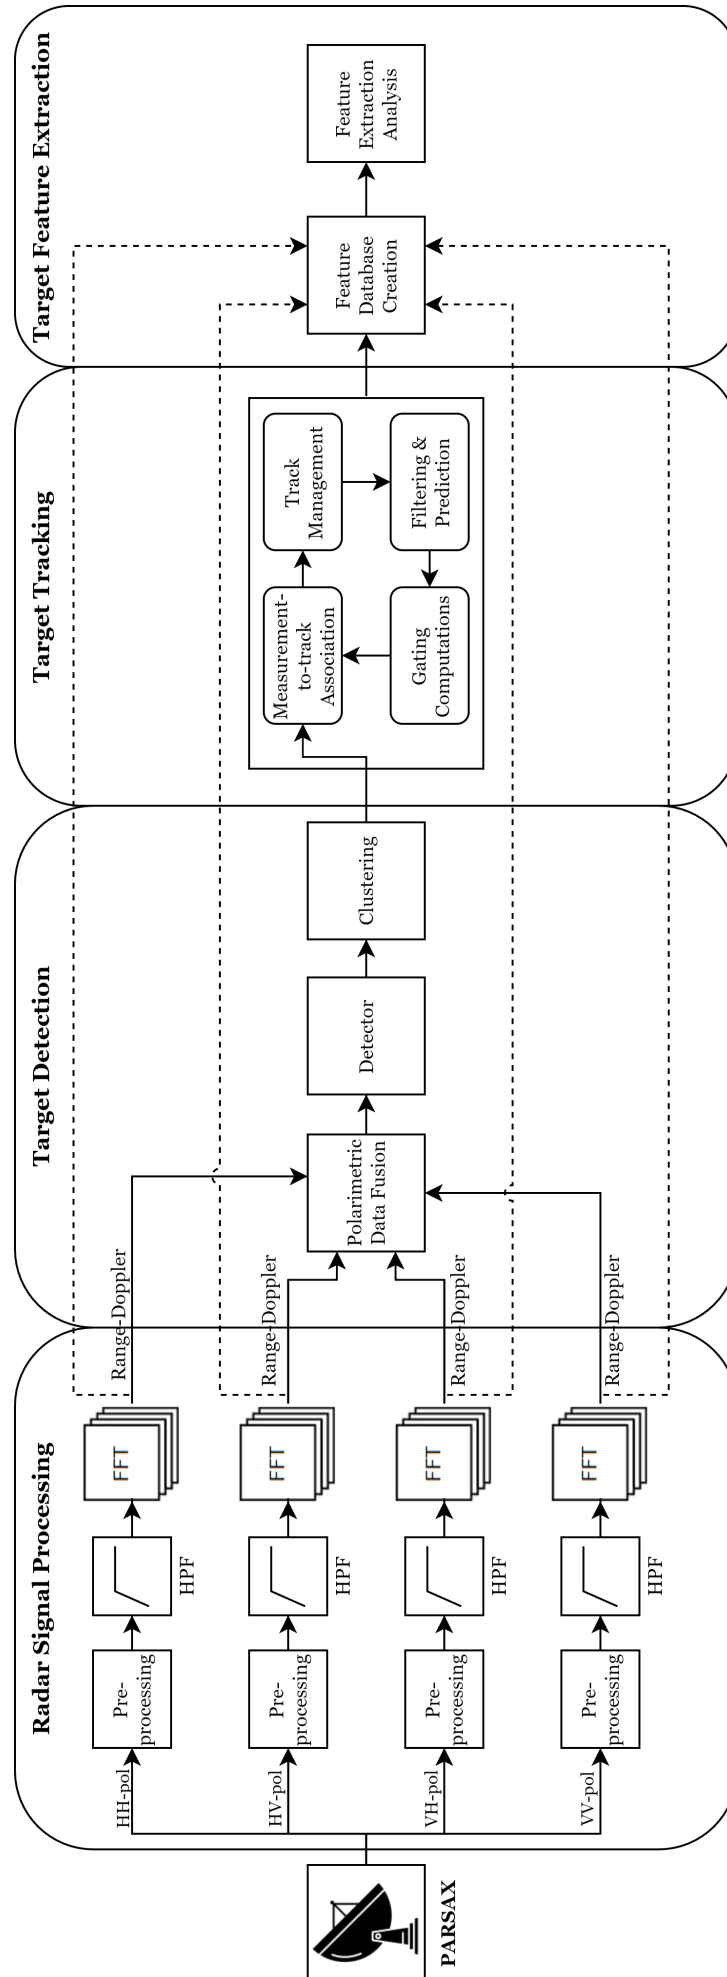 PARSAX
Radar Signal Processing
HH-pol
Pre-
processing
HPF
FFT
Range-Doppler
HV-pol
Pre-
processing
HPF
FFT
Range-Doppler
VH-pol
Pre-
processing
HPF
FFT
Range-Doppler
VV-pol
Pre-
processing
HPF
FFT
Range-Doppler
Target Detection
Polarimetric
Data Fusion
Detector
Clustering
Target Tracking
Measurement-
to-track
Association
Track
Management
Gating
Computations
Filtering &
Prediction
Target Feature Extraction
Feature
Database
Creation
Feature
Extraction
Analysis